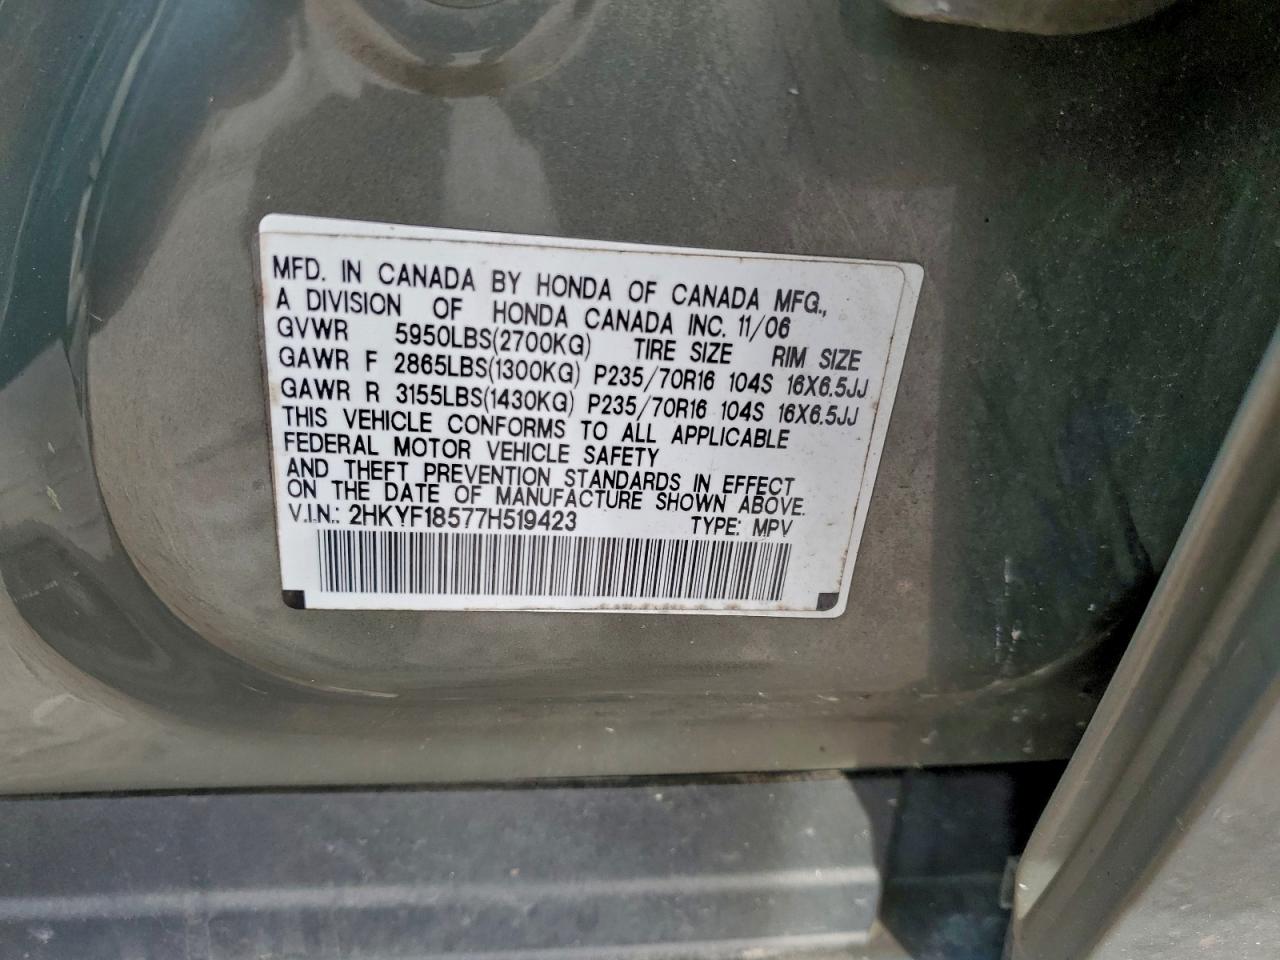 MFD. IN CANADA BY HONDA OF CANADA MFG.,
A DIVISION OF HONDA CANADA INC. 11/06
GVWR 5950LBS(2700KG) TIRE SIZE RIM SIZE
GAWR F 2865LBS(1300KG) P235/70R16 104S 16X6.5JJ
GAWR R 3155LBS(1430KG) P235/70R16 104S 16X6.5JJ
THIS VEHICLE CONFORMS TO ALL APPLICABLE
FEDERAL MOTOR VEHICLE SAFETY
AND THEFT PREVENTION STANDARDS IN EFFECT
ON THE DATE OF MANUFACTURE SHOWN ABOVE.
V.I.N.: 2HKYF18577H519423 TYPE: MPV